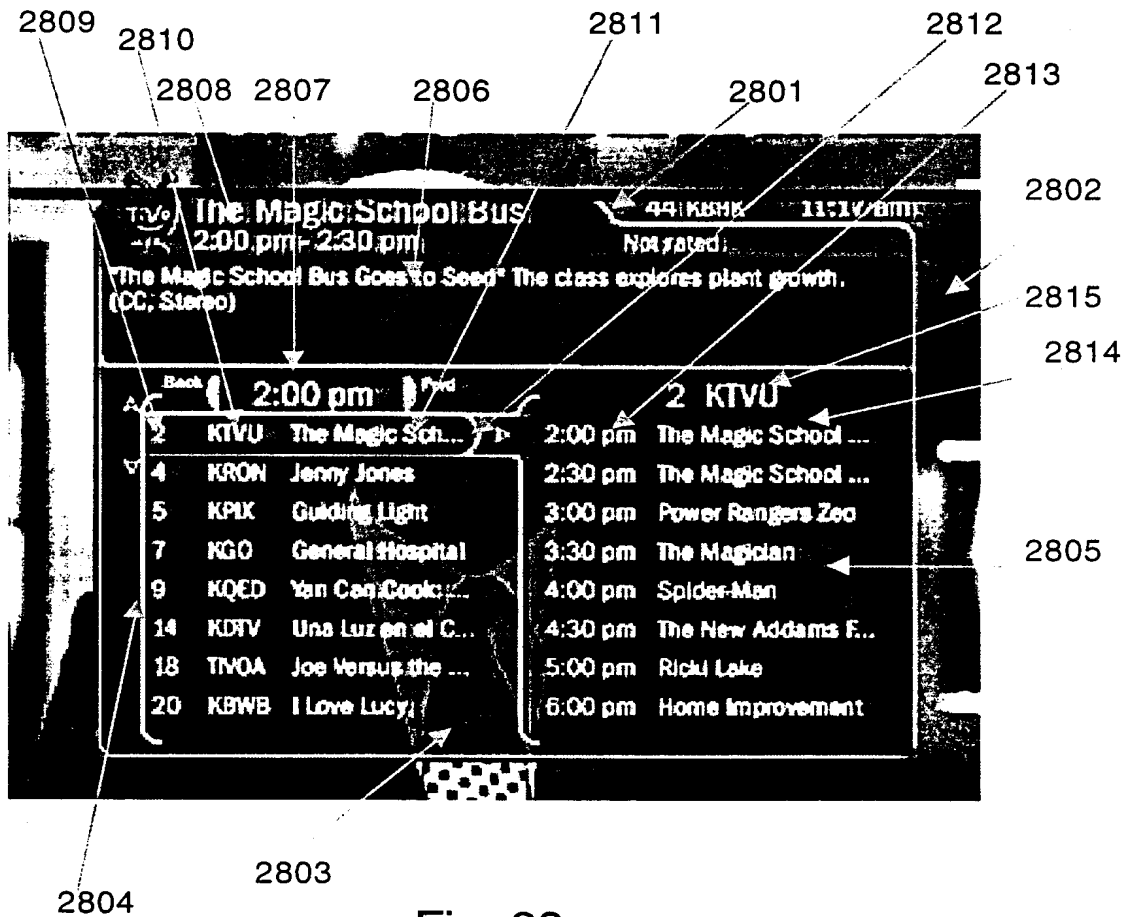 2809
2810
2811
2812
2808 2807 2806 2801 2813
TiVo The Magic School Bus 44 KBHK
2:00 pm - 2:30 pm Not rated
2802
"The Magic School Bus Goes to Seed" The class explores plant growth.
(CC, Stereo)
2815
2814
Back 2:00 pm Fwd 2 KTVU
2 KTVU The Magic Sch... 2:00 pm The Magic School ...
4 KRON Jenny Jones 2:30 pm The Magic School ...
5 KPIX Guiding Light 3:00 pm Power Rangers Zeo
7 KGO General Hospital 3:30 pm The Magician 2805
9 KQED Yan Can Cook: ... 4:00 pm Spider-Man
14 KDTV Una Luz en el C... 4:30 pm The New Addams F...
18 TIVOA Joe Versus the ... 5:00 pm Ricki Lake
20 KBWB I Love Lucy 6:00 pm Home Improvement
2803
2804